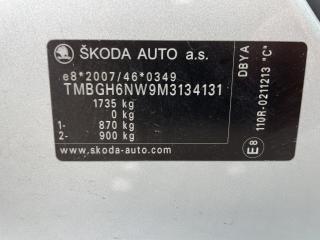 ŠKODA AUTO a.s.
e8*2007/46*0349
TMBGH6NW9M3134131
1735 kg
0 kg
1- 870 kg
2- 900 kg
www.skoda-auto.com
DBYA
110R-0211213 "C"
E8